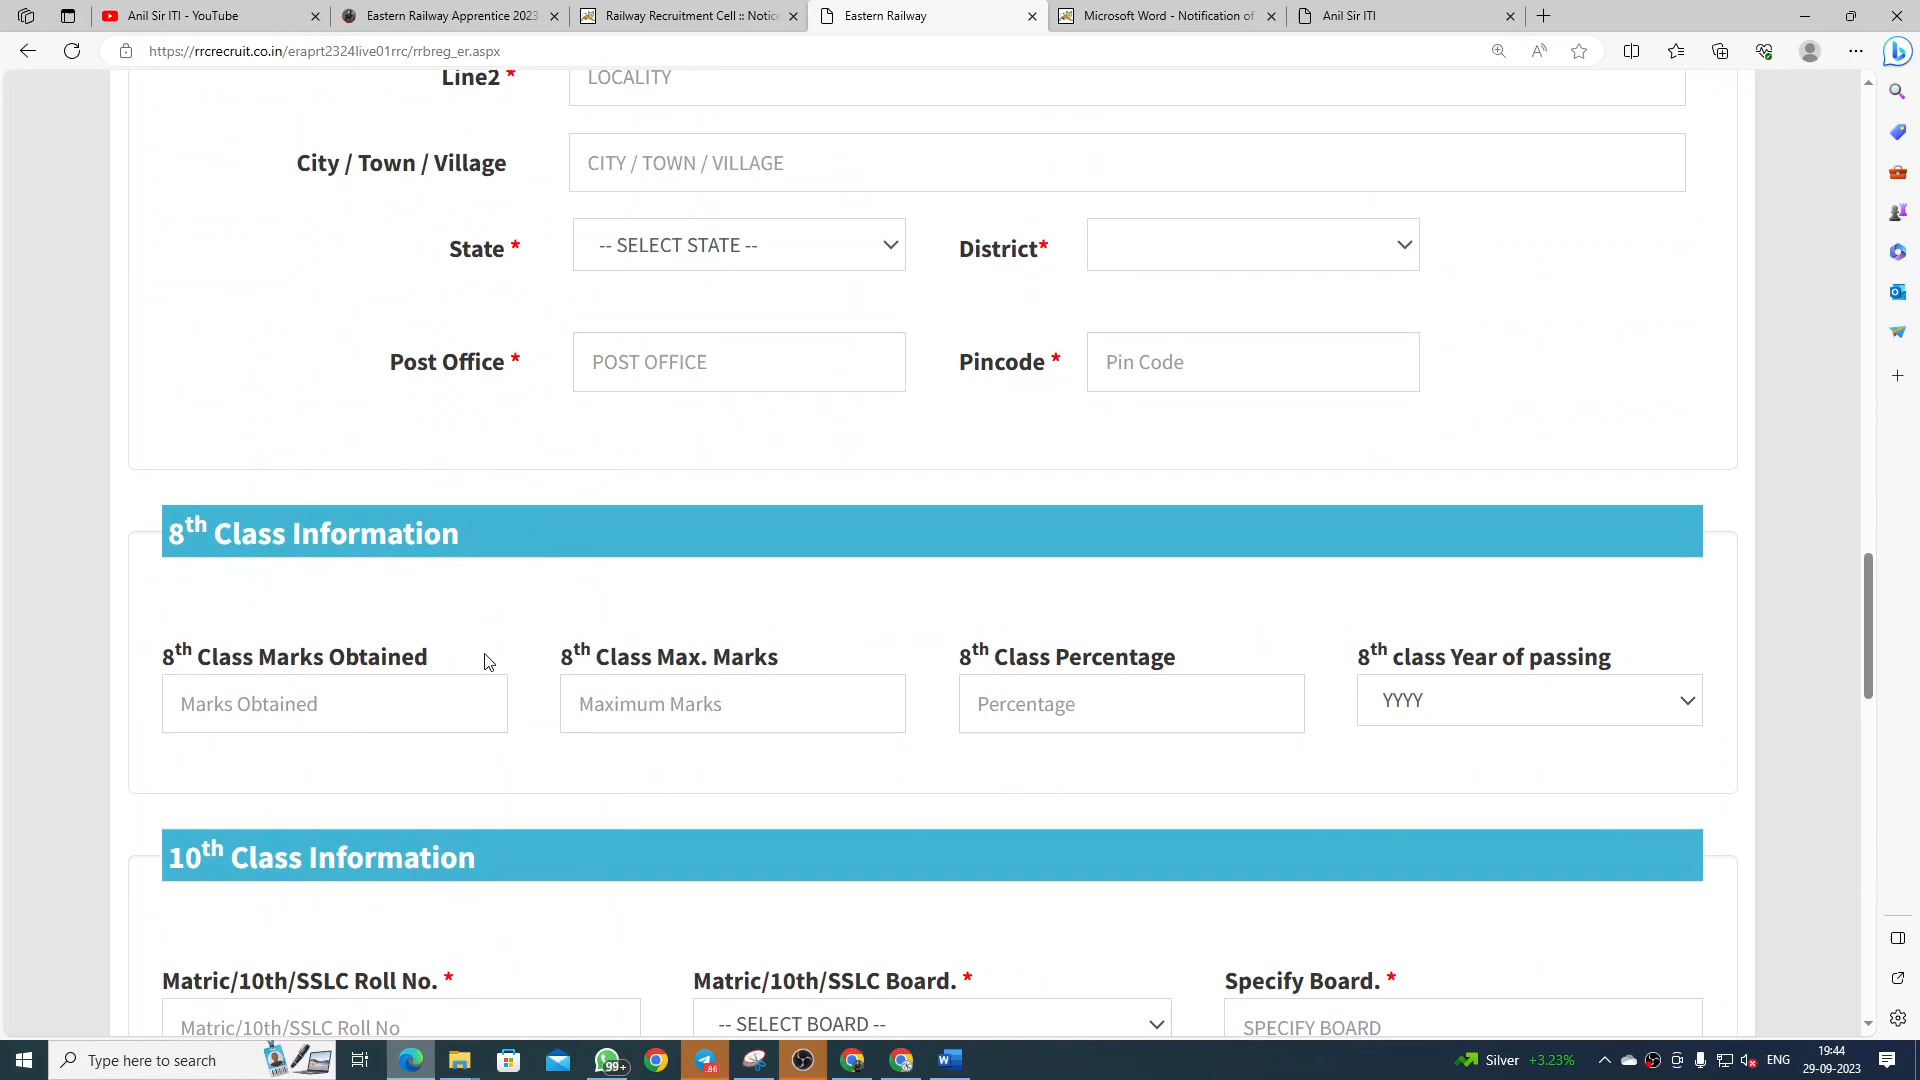 Anil Sir ITI - YouTube
Eastern Railway Apprentice 2023
Railway Recruitment Cell :: Notic
Eastern Railway
Microsoft Word - Notification of
Anil Sir ITI
https://rrcrecruit.co.in/eraprt2324live01rrc/rrbreg_er.aspx
Line2 *
LOCALITY
City / Town / Village
CITY / TOWN / VILLAGE
State *
-- SELECT STATE --
District*
Post Office *
POST OFFICE
Pincode *
Pin Code
8th Class Information
8th Class Marks Obtained
8th Class Max. Marks
8th Class Percentage
8th class Year of passing
Marks Obtained
Maximum Marks
Percentage
YYYY
10th Class Information
Matric/10th/SSLC Roll No. *
Matric/10th/SSLC Board. *
Specify Board. *
Matric/10th/SSLC Roll No
-- SELECT BOARD --
SPECIFY BOARD
Type here to search
99+
86
Silver +3.23%
ENG
19:44
29-09-2023